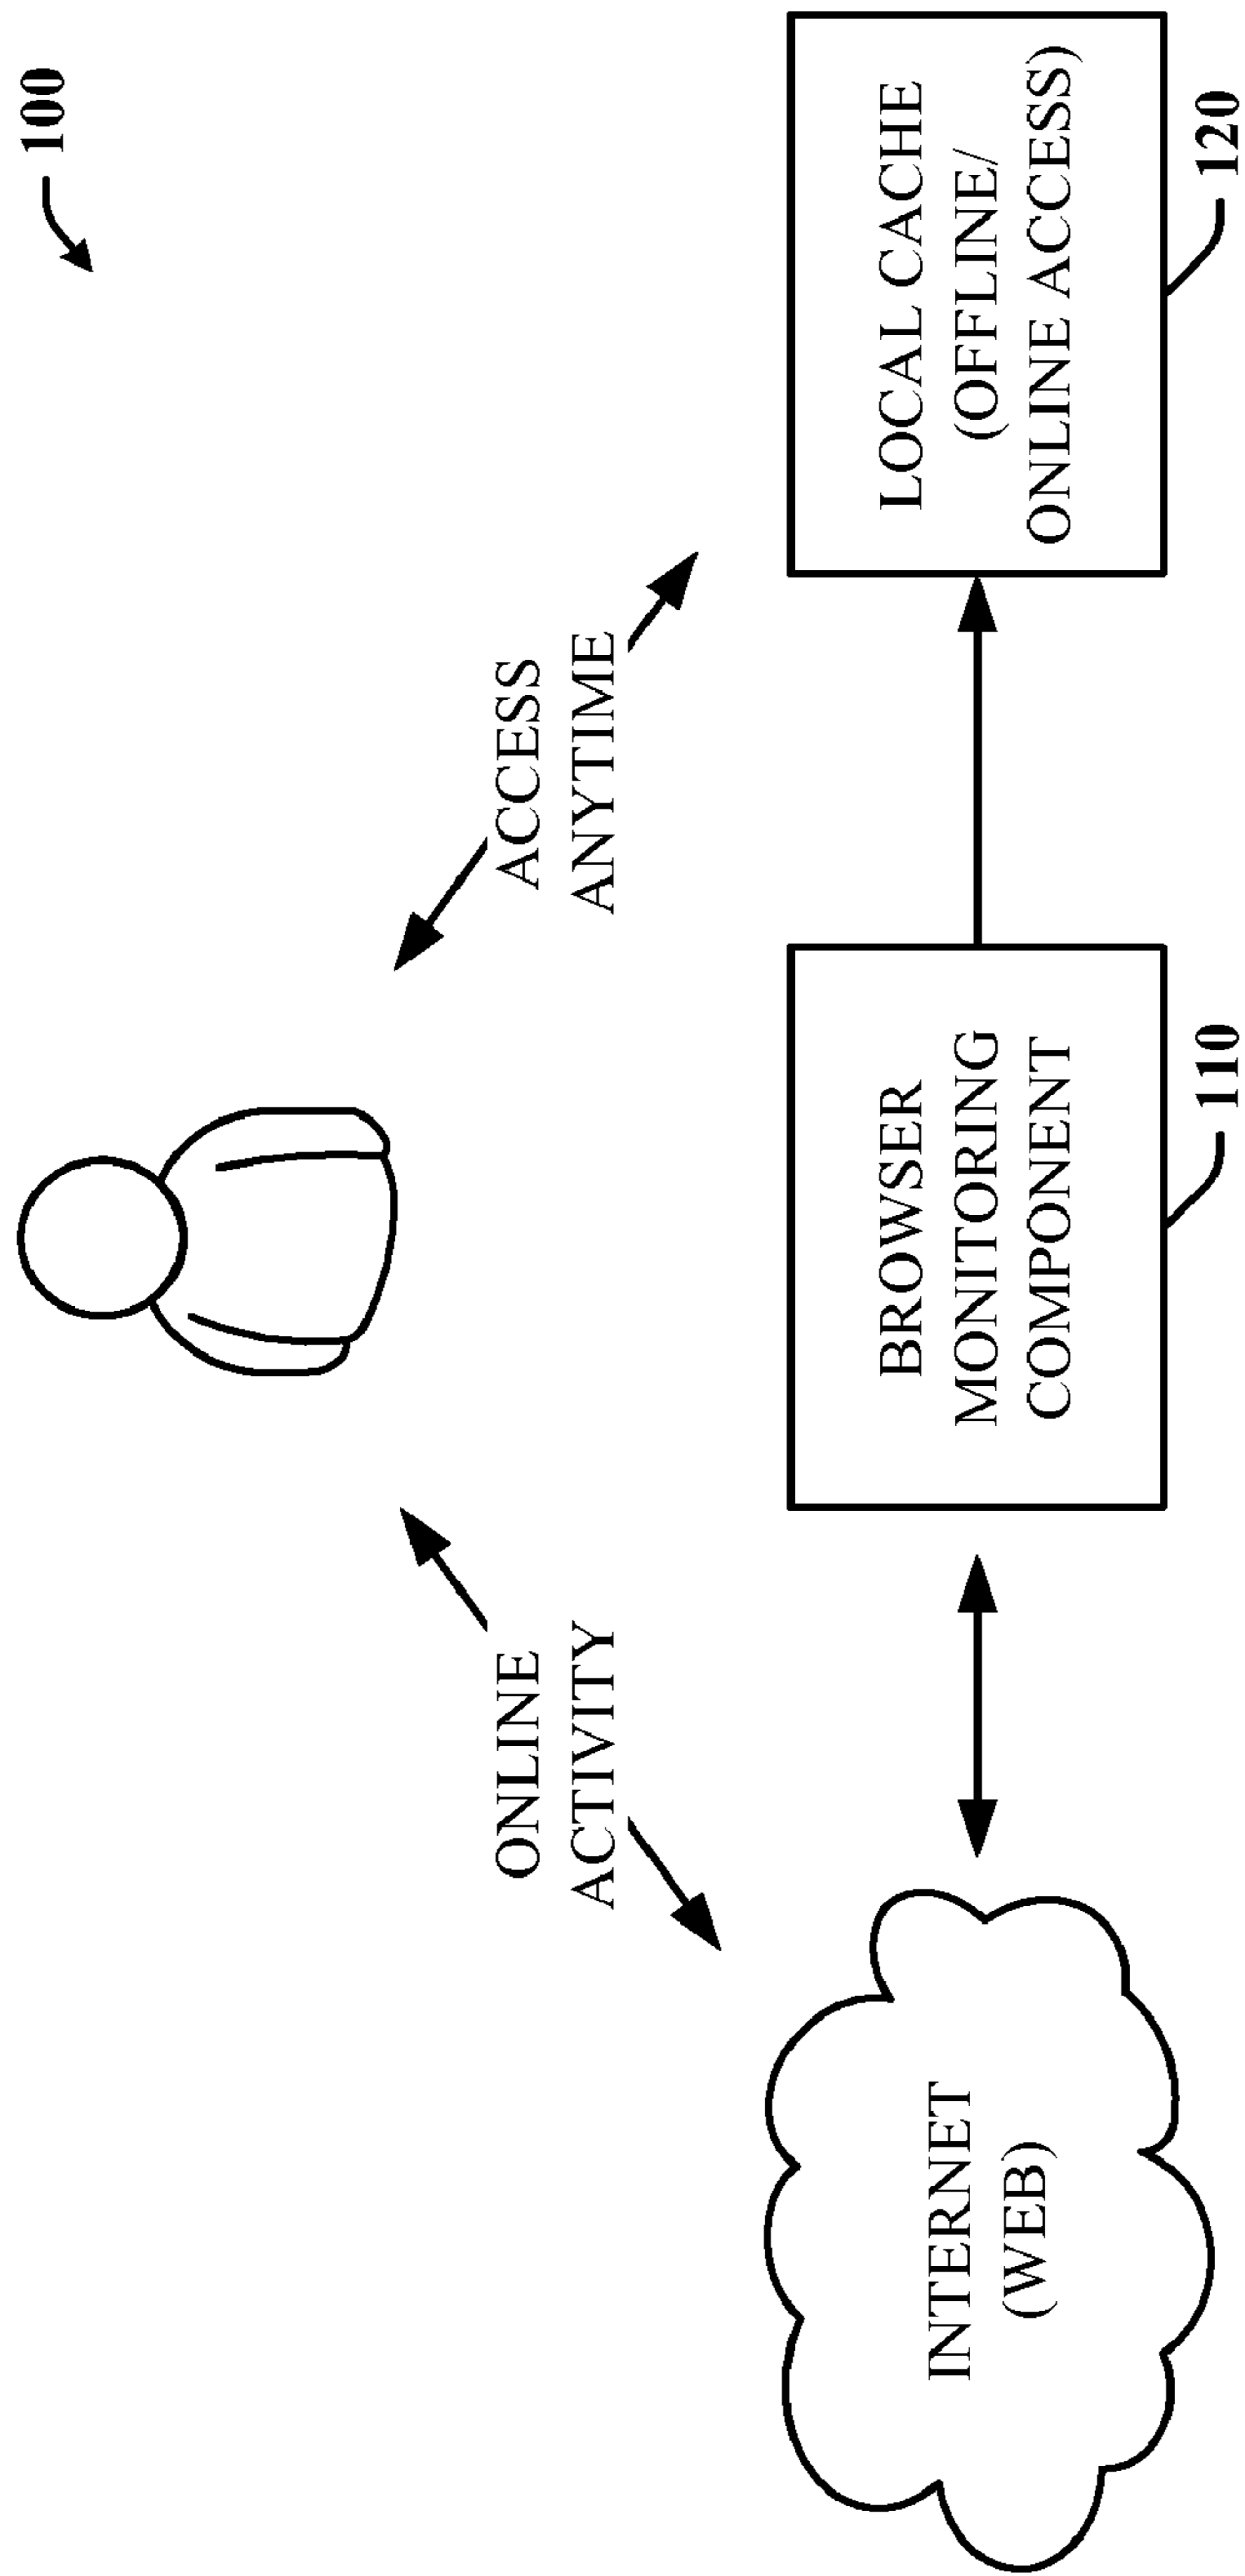 100
ONLINE
ACTIVITY
ACCESS
ANYTIME
INTERNET
(WEB)
BROWSER
MONITORING
COMPONENT
LOCAL CACHE
(OFFLINE/
ONLINE ACCESS)
110
120